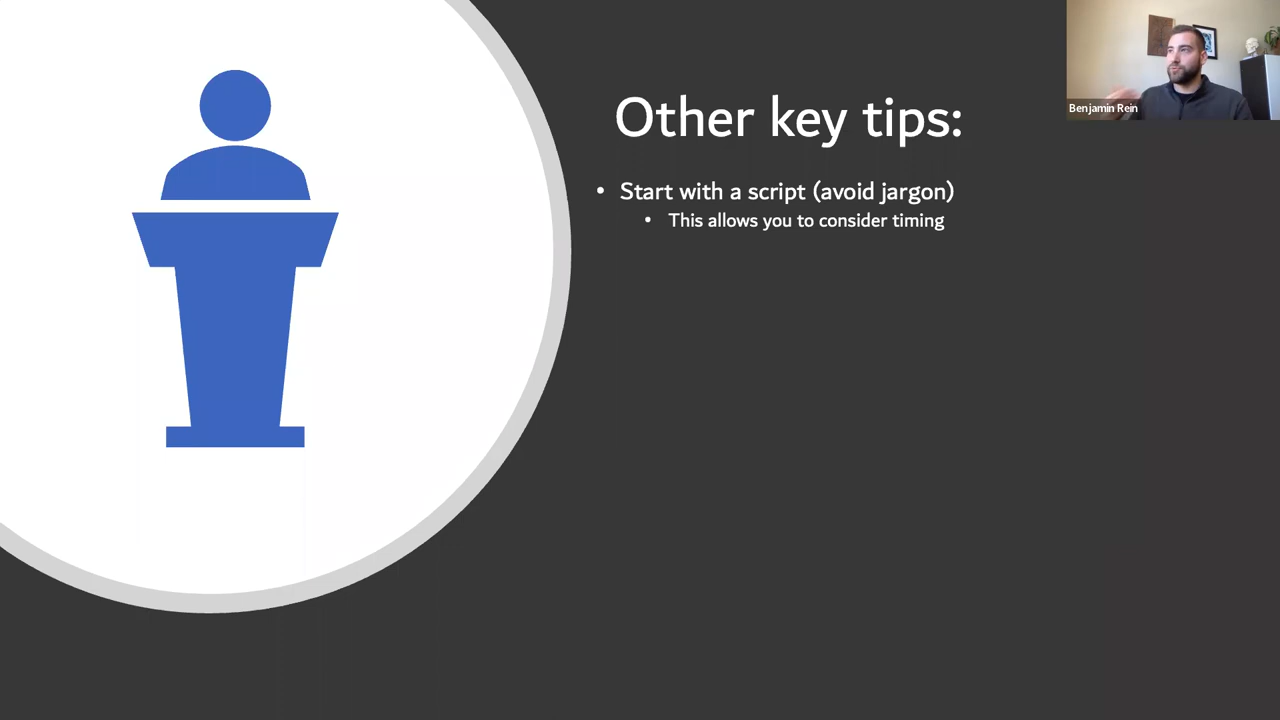 Other key tips:
• Start with a script (avoid jargon)
• This allows you to consider timing
Benjamin Rein